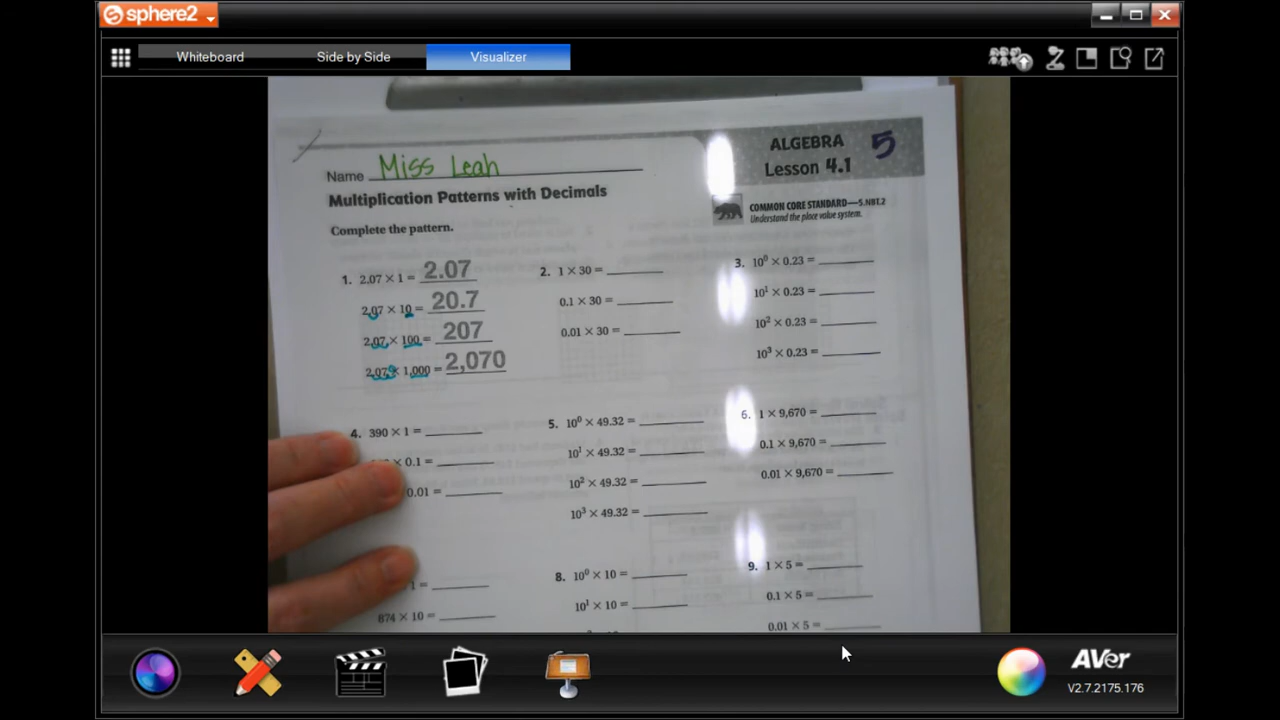 sphere2
Whiteboard
Side by Side
Visualizer
ALGEBRA 5
Lesson 4.1
Name Miss Leah
Multiplication Patterns with Decimals
COMMON CORE STANDARD—5.NBT.2
Understand the place value system.
Complete the pattern.
1. 2.07 × 1 = 2.07
2.07 × 10 = 20.7
2.07 × 100 = 207
2.07 × 1,000 = 2,070
2. 1 × 30 =
0.1 × 30 =
0.01 × 30 =
3. 10⁰ × 0.23 =
10¹ × 0.23 =
10² × 0.23 =
10³ × 0.23 =
4. 390 × 1 =
× 0.1 =
0.01 =
5. 10⁰ × 49.32 =
10¹ × 49.32 =
10² × 49.32 =
10³ × 49.32 =
6. 1 × 9,670 =
0.1 × 9,670 =
0.01 × 9,670 =
1 =
874 × 10 =
8. 10⁰ × 10 =
10¹ × 10 =
9. 1 × 5 =
0.1 × 5 =
0.01 × 5 =
AVer
V2.7.2175.176